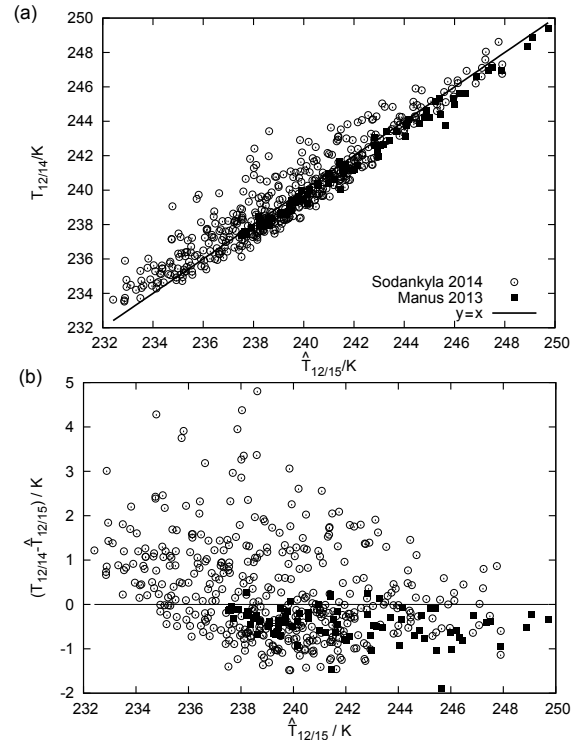 (a)
250
248
246
244
242
240
238
236
234
232
T12/14/K
Sodankyla 2014
Manus 2013
y=x
232 234 236 238 240 242 244 246 248 250
T̂12/15/K
(b)
5
4
3
2
1
0
-1
-2
(T12/14-T̂12/15) / K
232 234 236 238 240 242 244 246 248 250
T̂12/15 / K